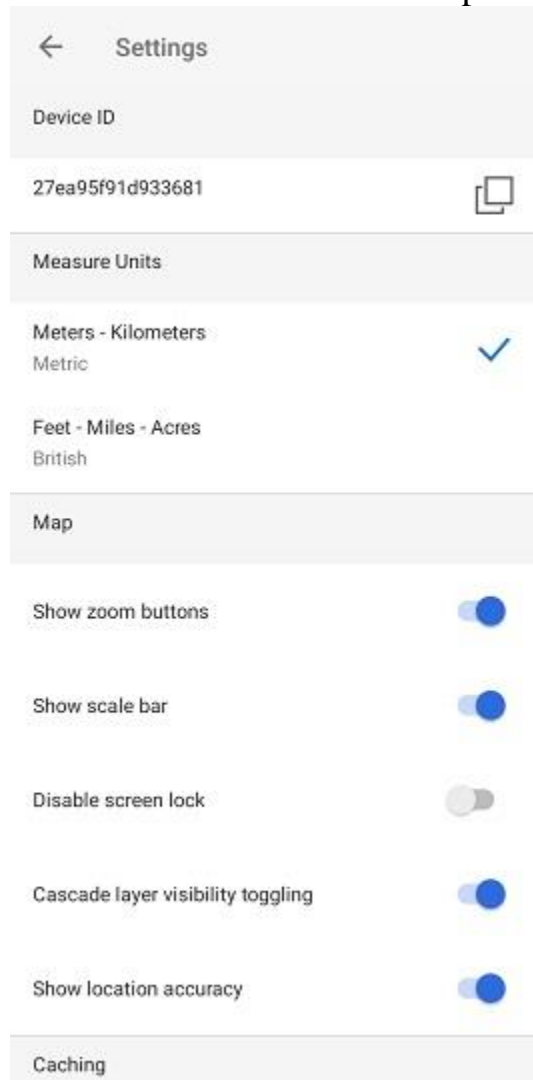 Settings
Device ID
27ea95f91d933681
Measure Units
Meters - Kilometers
Metric
Feet - Miles - Acres
British
Map
Show zoom buttons
Show scale bar
Disable screen lock
Cascade layer visibility toggling
Show location accuracy
Caching